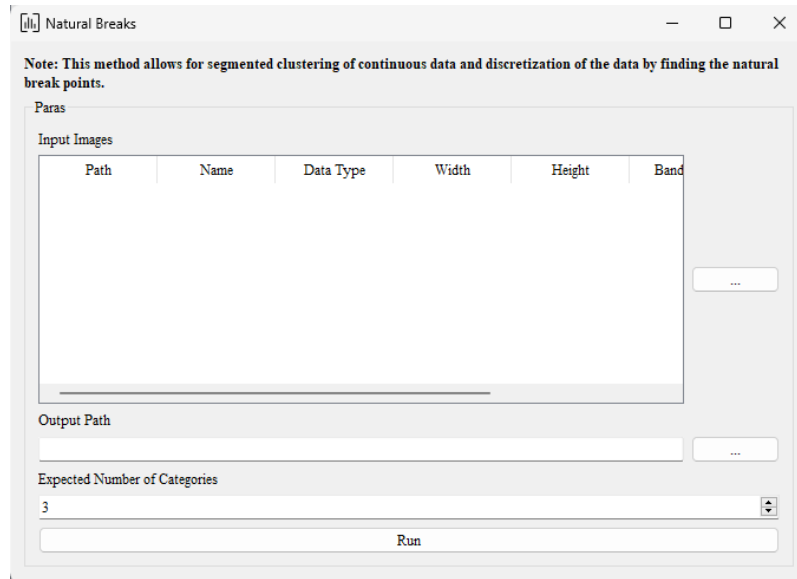 Natural Breaks
Note: This method allows for segmented clustering of continuous data and discretization of the data by finding the natural
break points.
Paras
Input Images
Path Name Data Type Width Height Band
...
Output Path
...
Expected Number of Categories
3
Run